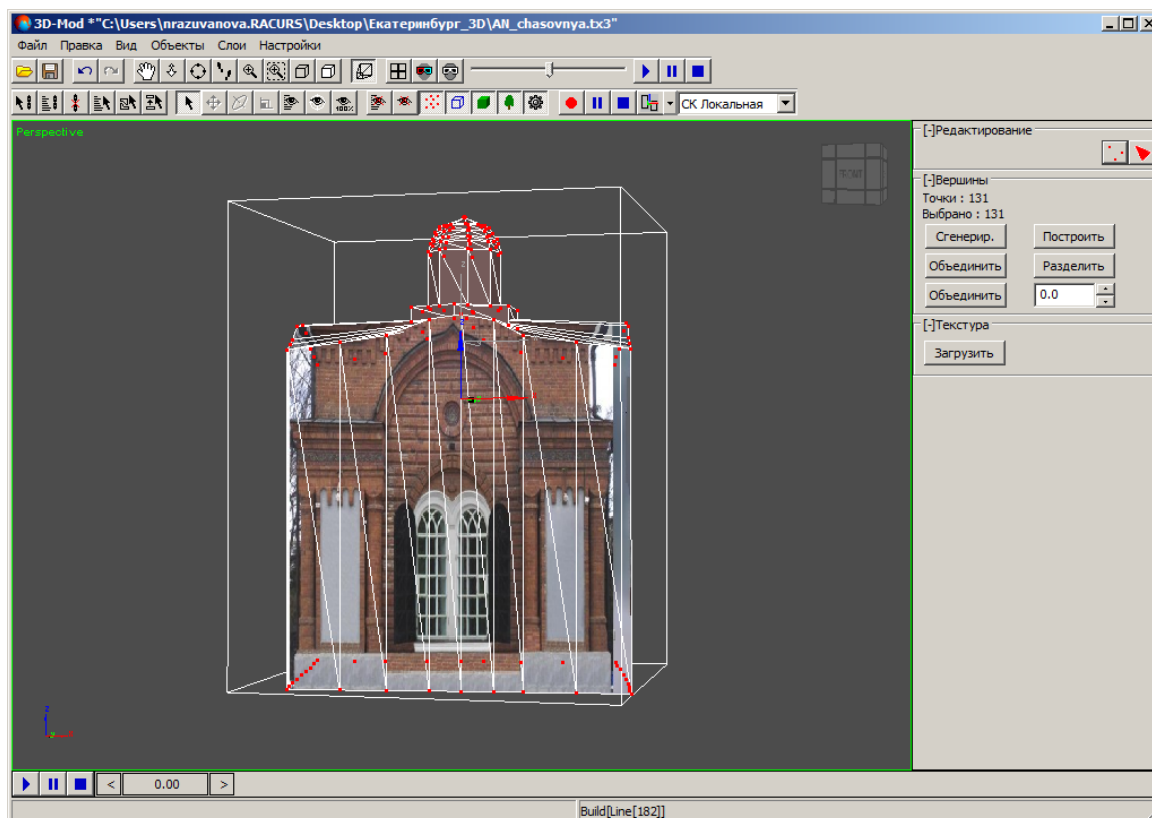 3D-Mod *"C:\Users\nrazuvanova.RACURS\Desktop\Екатеринбург_3D\AN_chasovnya.tx3"
Файл Правка Вид Объекты Слои Настройки
100%
СК Локальная
Perspective
FRONT
[-]Редактирование
[-]Вершины
Точки : 131
Выбрано : 131
Сгенерир. Построить
Объединить Разделить
Объединить 0.0
[-]Текстура
Загрузить
z
z
< 0.00 >
Build[Line[182]]